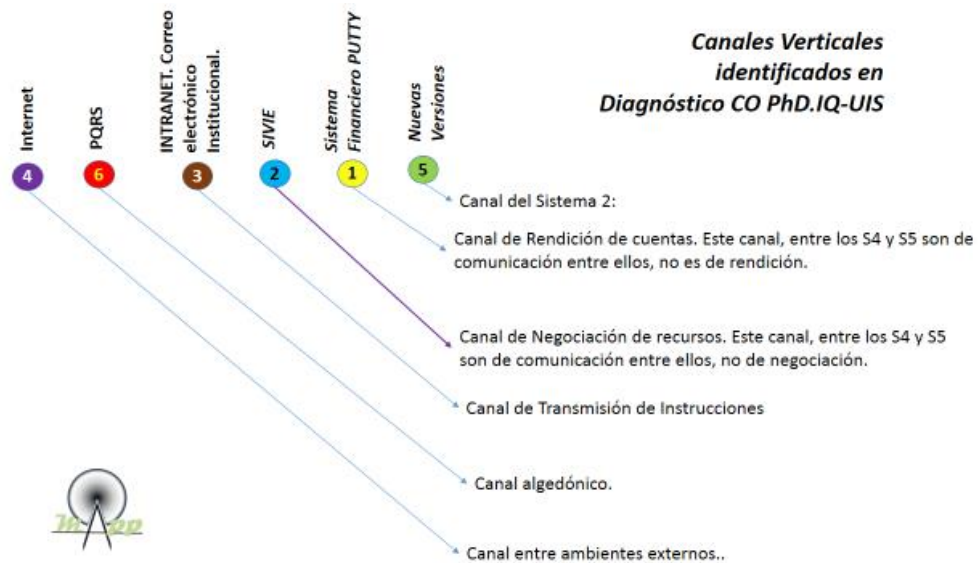 Canales Verticales
identificados en
Diagnóstico CO PhD.IQ-UIS
Internet
PQRS
INTRANET. Correo
electrónico
Institucional.
SIVIE
Sistema
Financiero PUTTY
Nuevas
Versiones
4
6
3
2
1
5
Canal del Sistema 2:
Canal de Rendición de cuentas. Este canal, entre los S4 y S5 son de
comunicación entre ellos, no es de rendición.
Canal de Negociación de recursos. Este canal, entre los S4 y S5
son de comunicación entre ellos, no de negociación.
Canal de Transmisión de Instrucciones
Canal algedónico.
Canal entre ambientes externos..